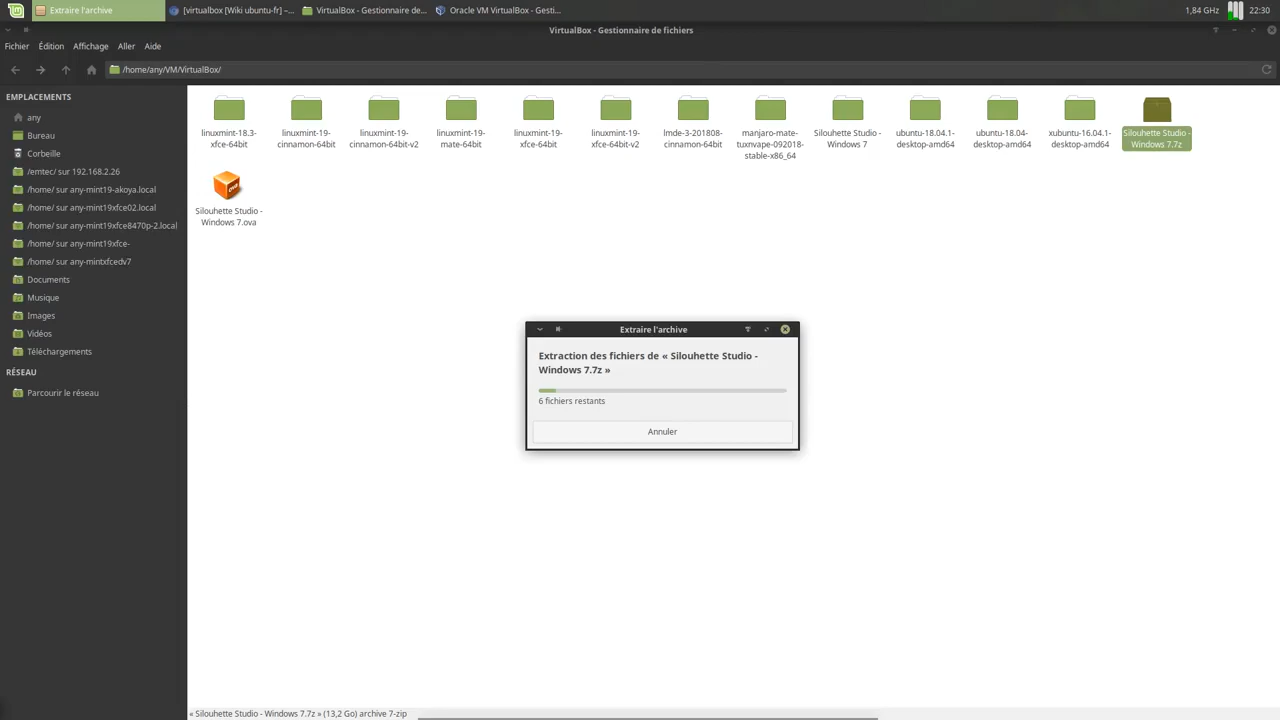 Extraire l'archive
[virtualbox [Wiki ubuntu-fr] –...
VirtualBox - Gestionnaire de...
Oracle VM VirtualBox - Gesti...
1,84 GHz
22:30
VirtualBox - Gestionnaire de fichiers
Fichier Édition Affichage Aller Aide
/home/any/VM/VirtualBox/
EMPLACEMENTS
any
Bureau
Corbeille
/emtec/ sur 192.168.2.26
/home/ sur any-mint19-akoya.local
/home/ sur any-mint19xfce02.local
/home/ sur any-mint19xfce8470p-2.local
/home/ sur any-mint19xfce-
/home/ sur any-mintxfcedv7
Documents
Musique
Images
Vidéos
Téléchargements
RÉSEAU
Parcourir le réseau
linuxmint-18.3-
xfce-64bit
linuxmint-19-
cinnamon-64bit
linuxmint-19-
cinnamon-64bit-v2
linuxmint-19-
mate-64bit
linuxmint-19-
xfce-64bit
linuxmint-19-
xfce-64bit-v2
lmde-3-201808-
cinnamon-64bit
manjaro-mate-
tuxnvape-092018-
stable-x86_64
Silouhette Studio -
Windows 7
ubuntu-18.04.1-
desktop-amd64
ubuntu-18.04-
desktop-amd64
xubuntu-16.04.1-
desktop-amd64
Silouhette Studio -
Windows 7.7z
OVA
Silouhette Studio -
Windows 7.ova
Extraire l'archive
Extraction des fichiers de « Silouhette Studio -
Windows 7.7z »
6 fichiers restants
Annuler
« Silouhette Studio - Windows 7.7z » (13,2 Go) archive 7-zip